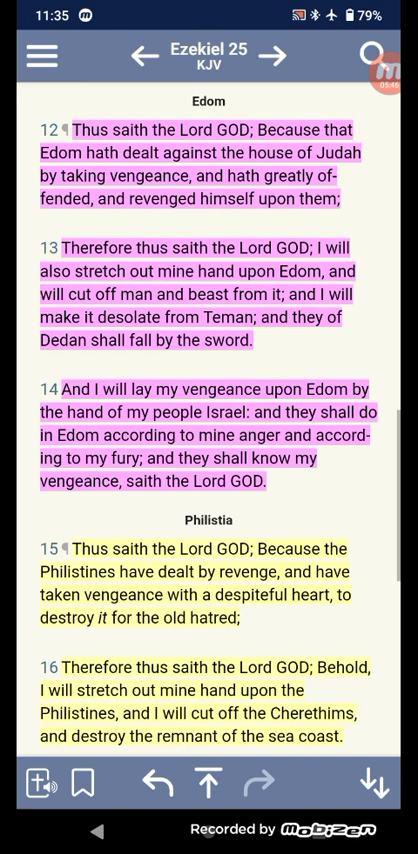 11:35 79%
Ezekiel 25
KJV
05:46
Edom
12 ¶ Thus saith the Lord GOD; Because that
Edom hath dealt against the house of Judah
by taking vengeance, and hath greatly of-
fended, and revenged himself upon them;
13 Therefore thus saith the Lord GOD; I will
also stretch out mine hand upon Edom, and
will cut off man and beast from it; and I will
make it desolate from Teman; and they of
Dedan shall fall by the sword.
14 And I will lay my vengeance upon Edom by
the hand of my people Israel: and they shall do
in Edom according to mine anger and accord-
ing to my fury; and they shall know my
vengeance, saith the Lord GOD.
Philistia
15 ¶ Thus saith the Lord GOD; Because the
Philistines have dealt by revenge, and have
taken vengeance with a despiteful heart, to
destroy it for the old hatred;
16 Therefore thus saith the Lord GOD; Behold,
I will stretch out mine hand upon the
Philistines, and I will cut off the Cherethims,
and destroy the remnant of the sea coast.
Recorded by mobizen